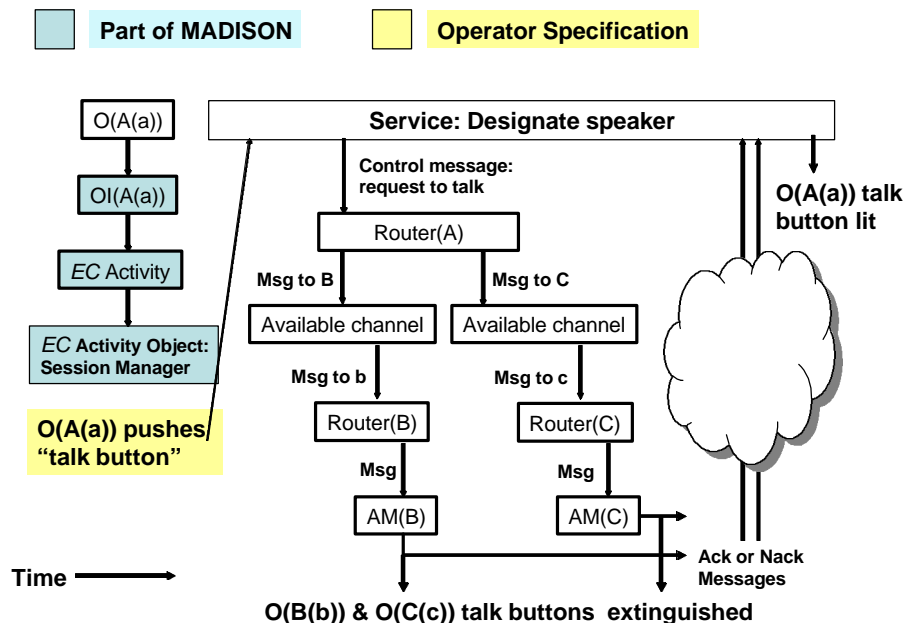 Part of MADISON
Operator Specification
O(A(a))
Service: Designate speaker
OI(A(a))
Control message:
request to talk
O(A(a)) talk
button lit
Router(A)
EC Activity
Msg to B
Msg to C
Available channel
Available channel
EC Activity Object:
Session Manager
Msg to b
Msg to c
O(A(a)) pushes
“talk button”
Router(B)
Router(C)
Msg
Msg
AM(B)
AM(C)
Ack or Nack
Messages
Time
O(B(b)) & O(C(c)) talk buttons extinguished